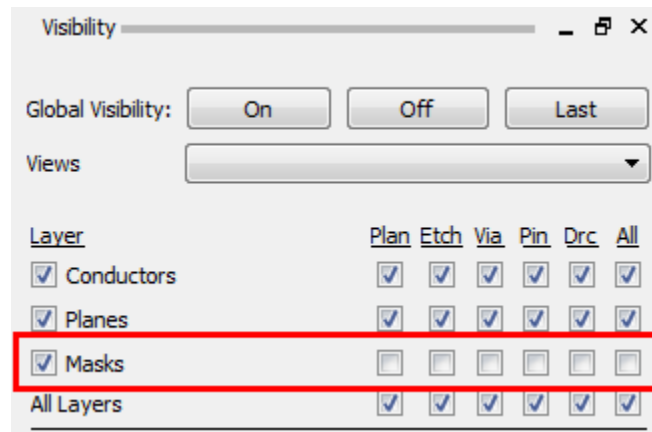 Visibility
Global Visibility: On Off Last
Views
Layer Plan Etch Via Pin Drc All
Conductors
Planes
Masks
All Layers